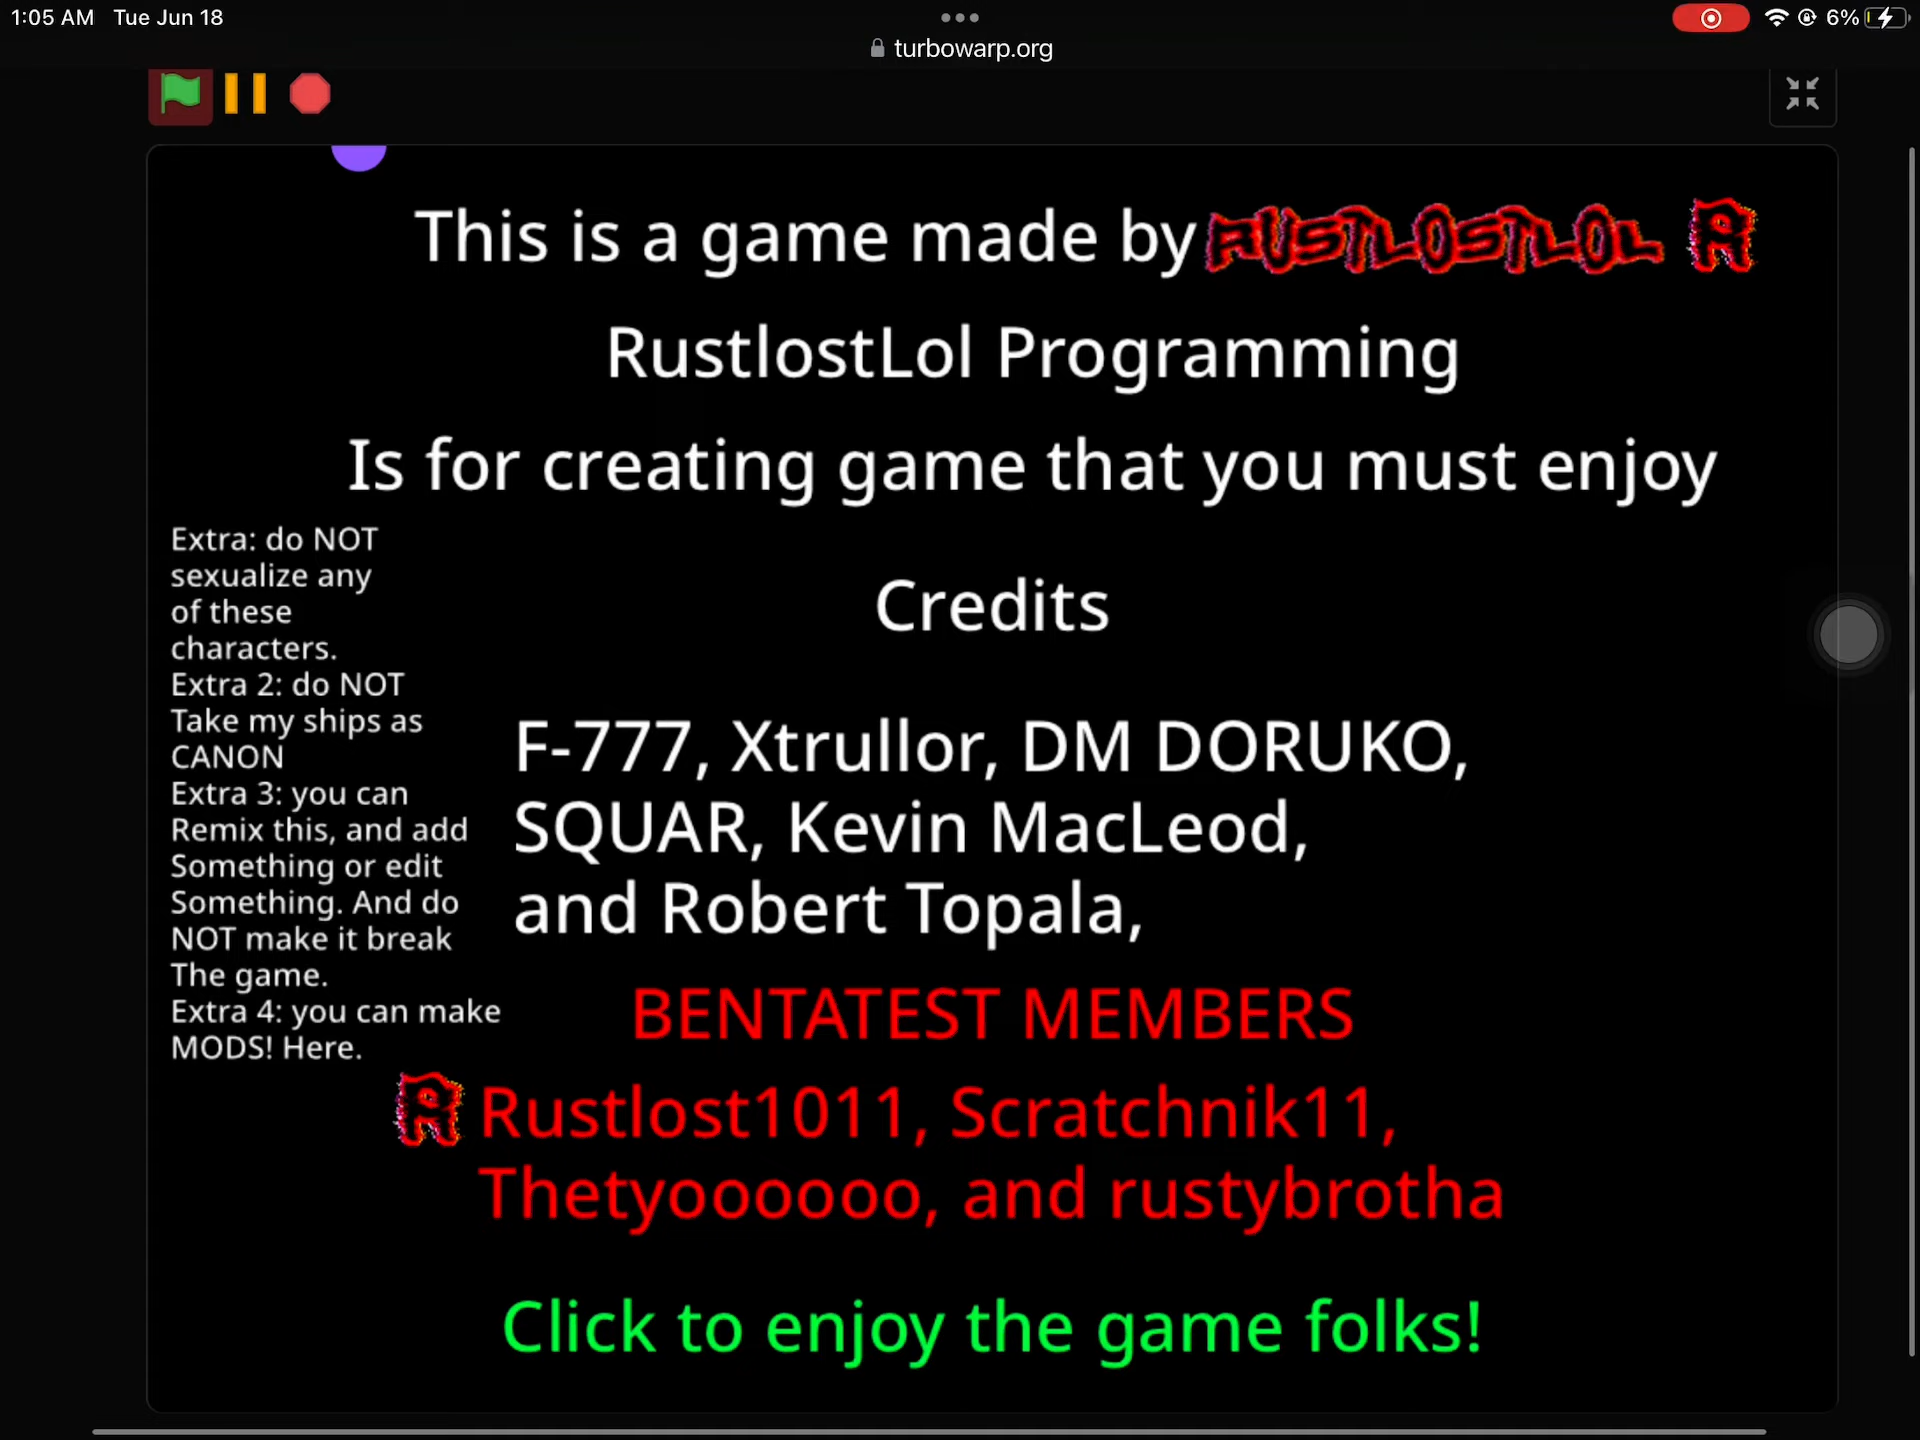 1:05 AM Tue Jun 18
6%
turbowarp.org
This is a game made by RUSTLOSTLOL R
RustlostLol Programming
Is for creating game that you must enjoy
Extra: do NOT
sexualize any
of these
characters.
Extra 2: do NOT
Take my ships as
CANON
Extra 3: you can
Remix this, and add
Something or edit
Something. And do
NOT make it break
The game.
Extra 4: you can make
MODS! Here.
Credits
F-777, Xtrullor, DM DORUKO,
SQUAR, Kevin MacLeod,
and Robert Topala,
BENTATEST MEMBERS
R Rustlost1011, Scratchnik11,
Thetyoooooo, and rustybrotha
Click to enjoy the game folks!